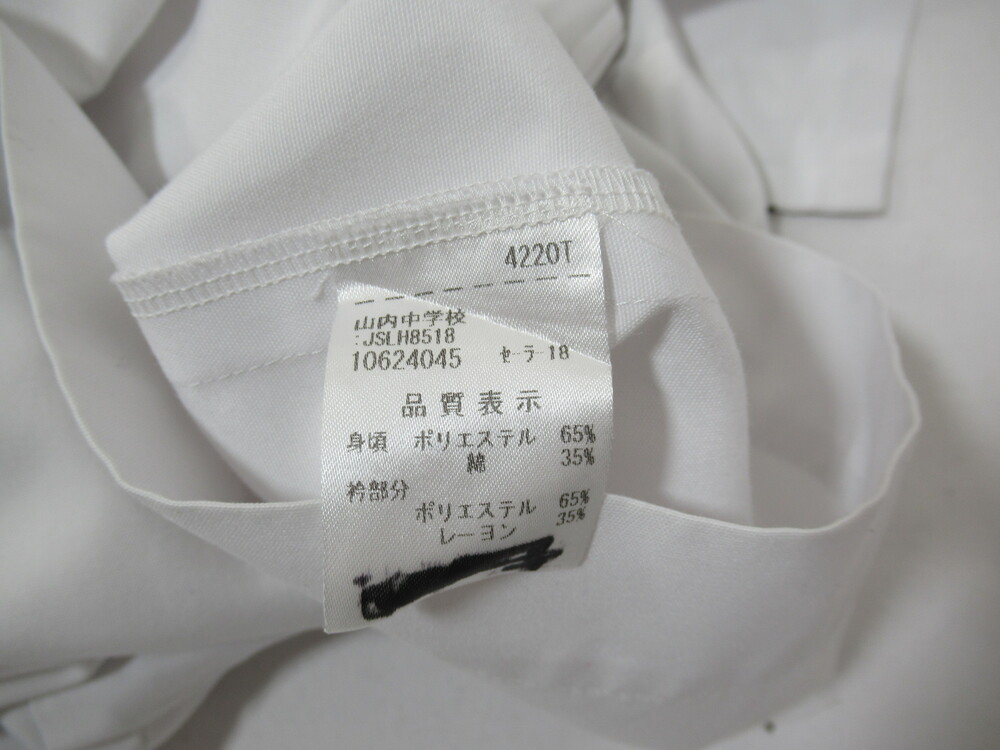 4220T
山内中学校
:JSLH8518
10624045 ｾｰﾗｰ18
品質表示
身頃 ポリエステル 65%
綿 35%
衿部分
ポリエステル 65%
レーヨン 35%